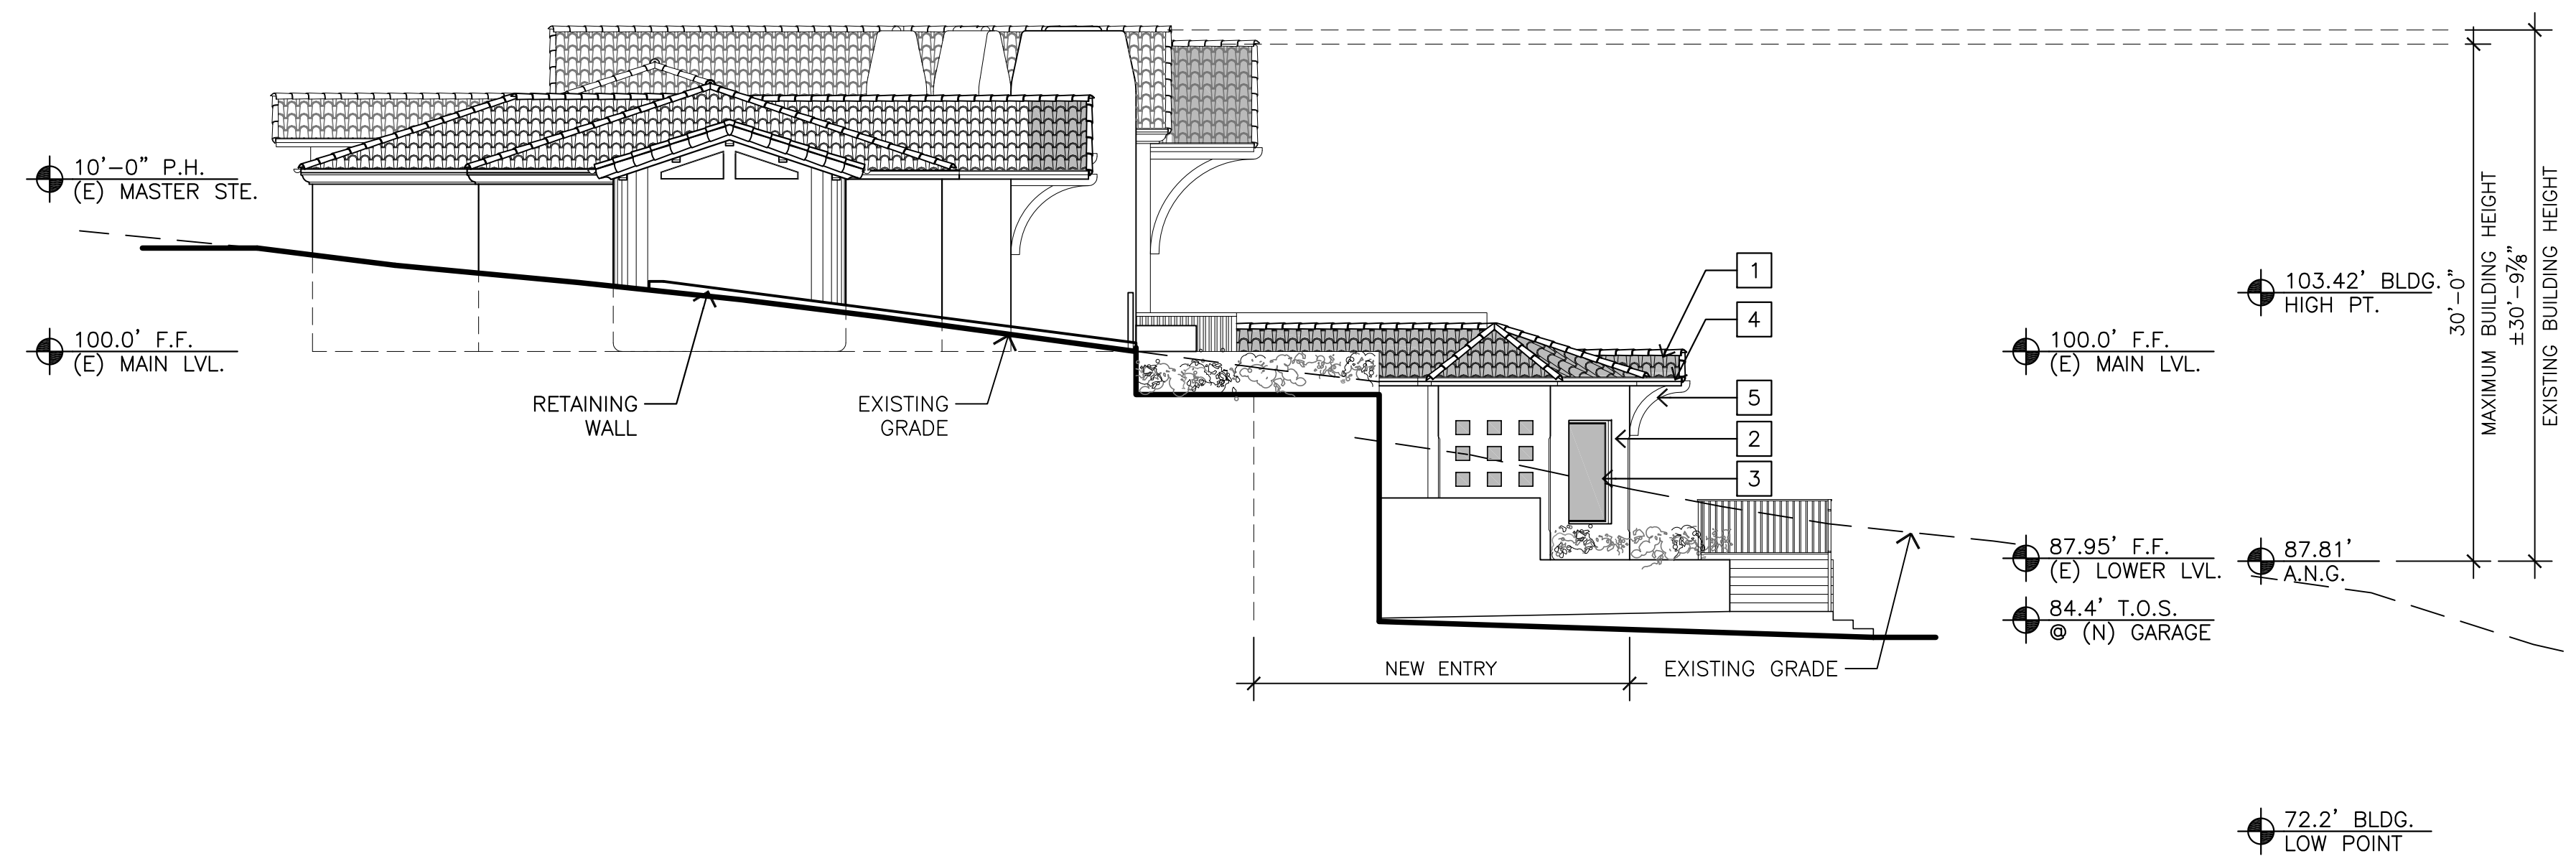 10'-0" P.H.
(E) MASTER STE.
100.0' F.F.
(E) MAIN LVL.
RETAINING
WALL
EXISTING
GRADE
1
4
5
2
3
NEW ENTRY
EXISTING GRADE
100.0' F.F.
(E) MAIN LVL.
87.95' F.F.
(E) LOWER LVL.
84.4' T.O.S.
@ (N) GARAGE
103.42' BLDG.
HIGH PT.
87.81'
A.N.G.
72.2' BLDG.
LOW POINT
30'-0"
MAXIMUM BUILDING HEIGHT
±30'-9⅞"
EXISTING BUILDING HEIGHT